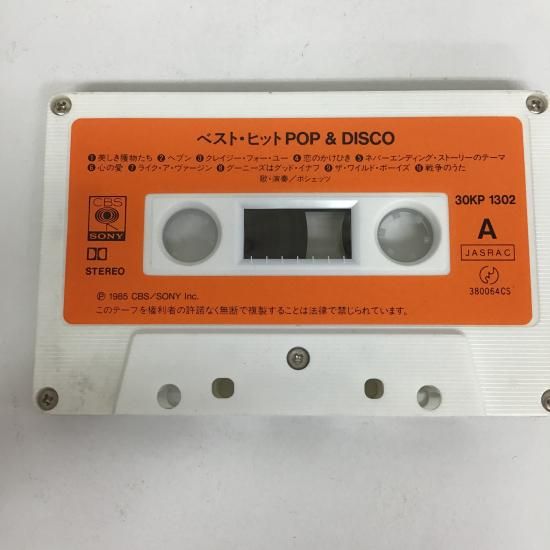 ベスト・ヒットPOP & DISCO
❶美しき獲物たち ❷ヘブン ❸クレイジー・フォー・ユー ❹恋のかけひき ❺ネバーエンディング・ストーリーのテーマ
❻心の愛 ❼ライク・ア・ヴァージン ❽グーニーズはグッド・イナフ ❾ザ・ワイルド・ボーイズ ❿戦争のうた
歌・演奏/ポシェッツ
CBS
SONY
STEREO
30KP 1302
A
JASRAC
380064CS
Ⓟ 1985 CBS/SONY Inc.
このテープを権利者の許諾なく無断で複製することは法律で禁じられています。